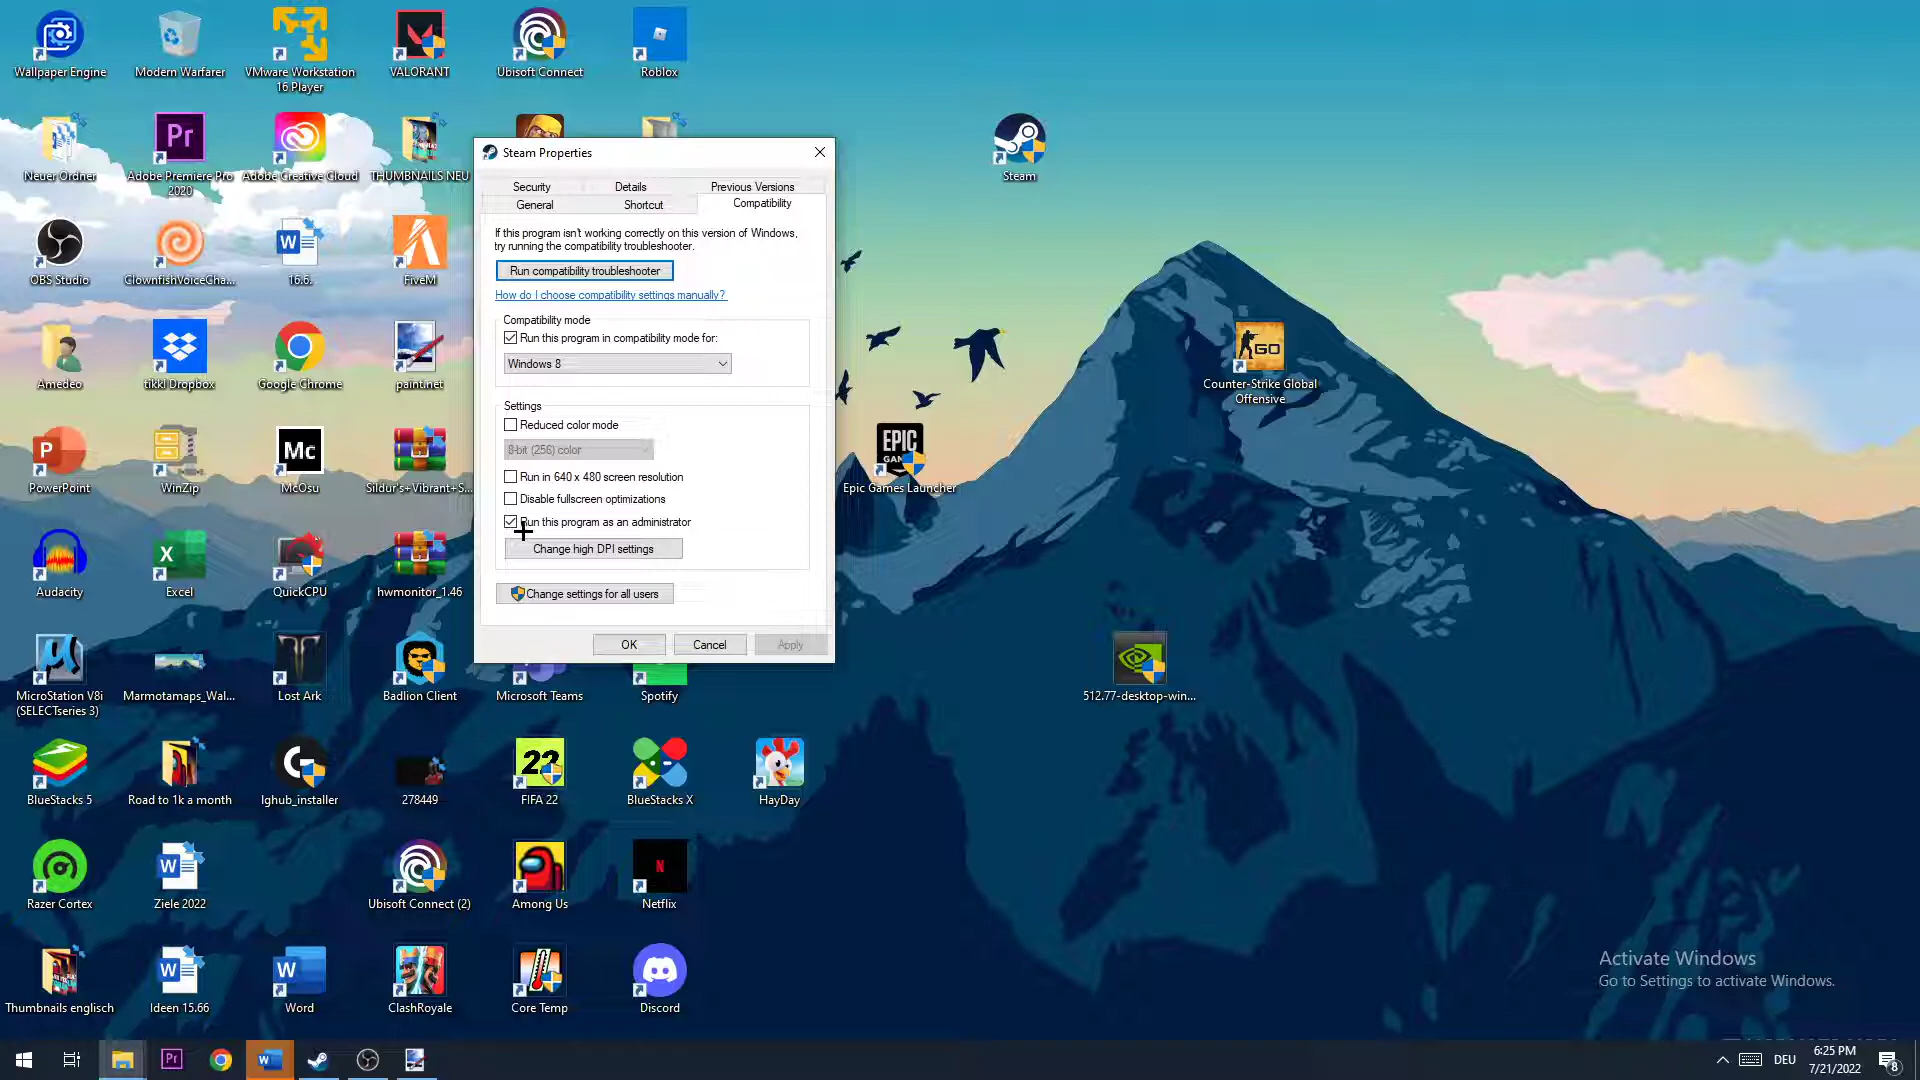 Wallpaper Engine
Modern Warfarer
VMware Workstation
16 Player
VALORANT
Ubisoft Connect
Roblox
Steam
Neuer Ordner
Adobe Premiere Pro
2020
Adobe Creative Cloud
THUMBNAILS NEU
Steam Properties
Security
Details
Previous Versions
General
Shortcut
Compatibility
If this program isn't working correctly on this version of Windows,
try running the compatibility troubleshooter.
Run compatibility troubleshooter
How do I choose compatibility settings manually?
Compatibility mode
Run this program in compatibility mode for:
Windows 8
Settings
Reduced color mode
8-bit (256) color
Run in 640 x 480 screen resolution
Disable fullscreen optimizations
Run this program as an administrator
Change high DPI settings
Change settings for all users
OK
Cancel
Apply
OBS Studio
ClownfishVoiceCha...
16.6.
FiveM
Amedeo
tikkl Dropbox
Google Chrome
paint.net
GO
Counter-Strike Global
Offensive
PowerPoint
WinZip
Mc
McOsu
Sildur's+Vibrant+S...
EPIC
GAMES
Epic Games Launcher
Audacity
Excel
QuickCPU
hwmonitor_1.46
MicroStation V8i
(SELECTseries 3)
Marmotamaps_Wal...
Lost Ark
Badlion Client
Microsoft Teams
Spotify
512.77-desktop-win...
BlueStacks 5
Road to 1k a month
lghub_installer
278449
22
FIFA 22
BlueStacks X
HayDay
Razer Cortex
Ziele 2022
Ubisoft Connect (2)
Among Us
Netflix
Thumbnails englisch
Ideen 15.66
Word
ClashRoyale
Core Temp
Discord
Activate Windows
Go to Settings to activate Windows.
DEU
6:25 PM
7/21/2022
8